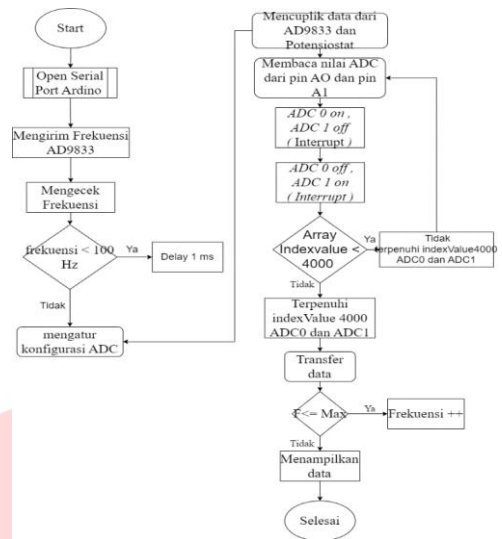 Start
Open Serial
Port Ardino
Mengirim Frekuensi
AD9833
Mengecek
Frekuensi
frekuensi < 100
Hz
Ya
Delay 1 ms
Tidak
mengatur
konfigurasi ADC
Mencuplik data dari
AD9833 dan
Potensiostat
Membaca nilai ADC
dari pin AO dan pin
A1
ADC 0 on ,
ADC 1 off
( Interrupt )
ADC 0 off ,
ADC 1 on
( Interrupt )
Array
Indexvalue <
4000
Ya
Tidak
erpenuhi indexValue4000
ADC0 dan ADC1
Tidak
Terpenuhi
indexValue 4000
ADC0 dan ADC1
Transfer
data
F<= Max
Ya
Frekuensi ++
Tidak
Menampilkan
data
Selesai